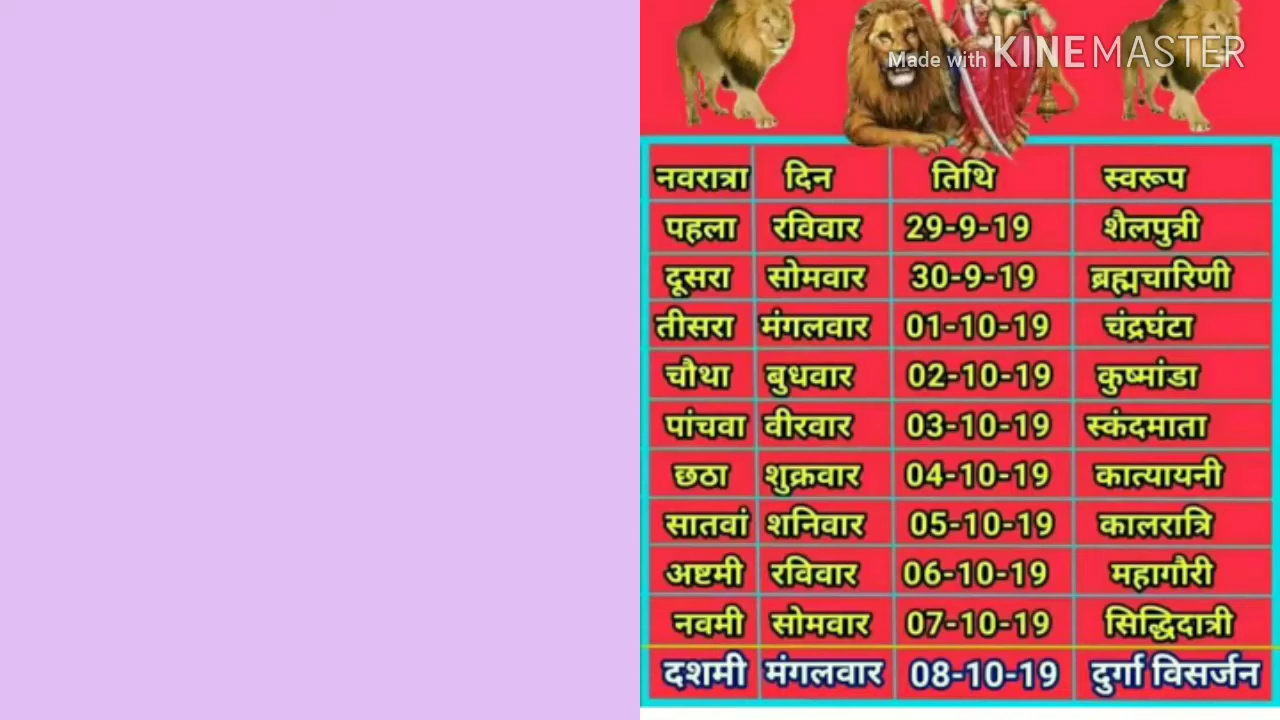 Made with KINEMASTER
नवरात्रा दिन तिथि स्वरूप
पहला रविवार 29-9-19 शैलपुत्री
दूसरा सोमवार 30-9-19 ब्रह्मचारिणी
तीसरा मंगलवार 01-10-19 चंद्रघंटा
चौथा बुधवार 02-10-19 कुष्मांडा
पांचवा वीरवार 03-10-19 स्कंदमाता
छठा शुक्रवार 04-10-19 कात्यायनी
सातवां शनिवार 05-10-19 कालरात्रि
अष्टमी रविवार 06-10-19 महागौरी
नवमी सोमवार 07-10-19 सिद्धिदात्री
दशमी मंगलवार 08-10-19 दुर्गा विसर्जन